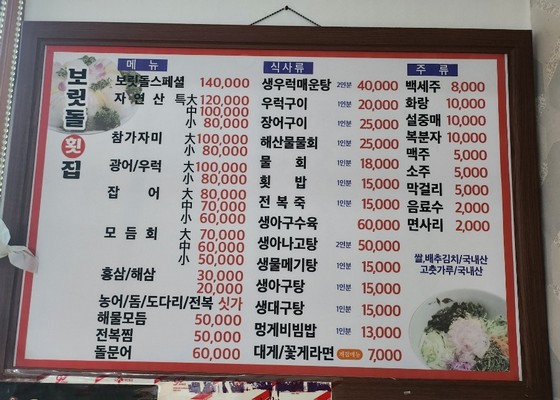 보릿돌횟집
메뉴
보릿돌스페셜 140,000
자연산 특大 120,000
中 100,000
小 80,000
참가자미 大 100,000
小 80,000
광어/우럭 大 100,000
小 80,000
잡어 大 80,000
中 70,000
小 60,000
모듬회 大 70,000
中 60,000
小 50,000
홍삼/해삼 30,000
20,000
농어/돔/도다리/전복 싯가
해물모듬 50,000
전복찜 50,000
돌문어 60,000
식사류
생우럭매운탕 2인분 40,000
우럭구이 1인분 20,000
장어구이 1인분 25,000
해산물물회 1인분 25,000
물회 1인분 18,000
횟밥 1인분 15,000
전복죽 1인분 15,000
생아구수육 60,000
생아나고탕 2인분 50,000
생물메기탕 1인분 15,000
생아구탕 1인분 15,000
생대구탕 1인분 15,000
멍게비빔밥 1인분 13,000
대게/꽃게라면 7,000
주류
백세주 8,000
화랑 10,000
설중매 10,000
복분자 10,000
맥주 5,000
소주 5,000
막걸리 5,000
음료수 2,000
면사리 2,000
쌀,배추김치/국내산
고춧가루/국내산